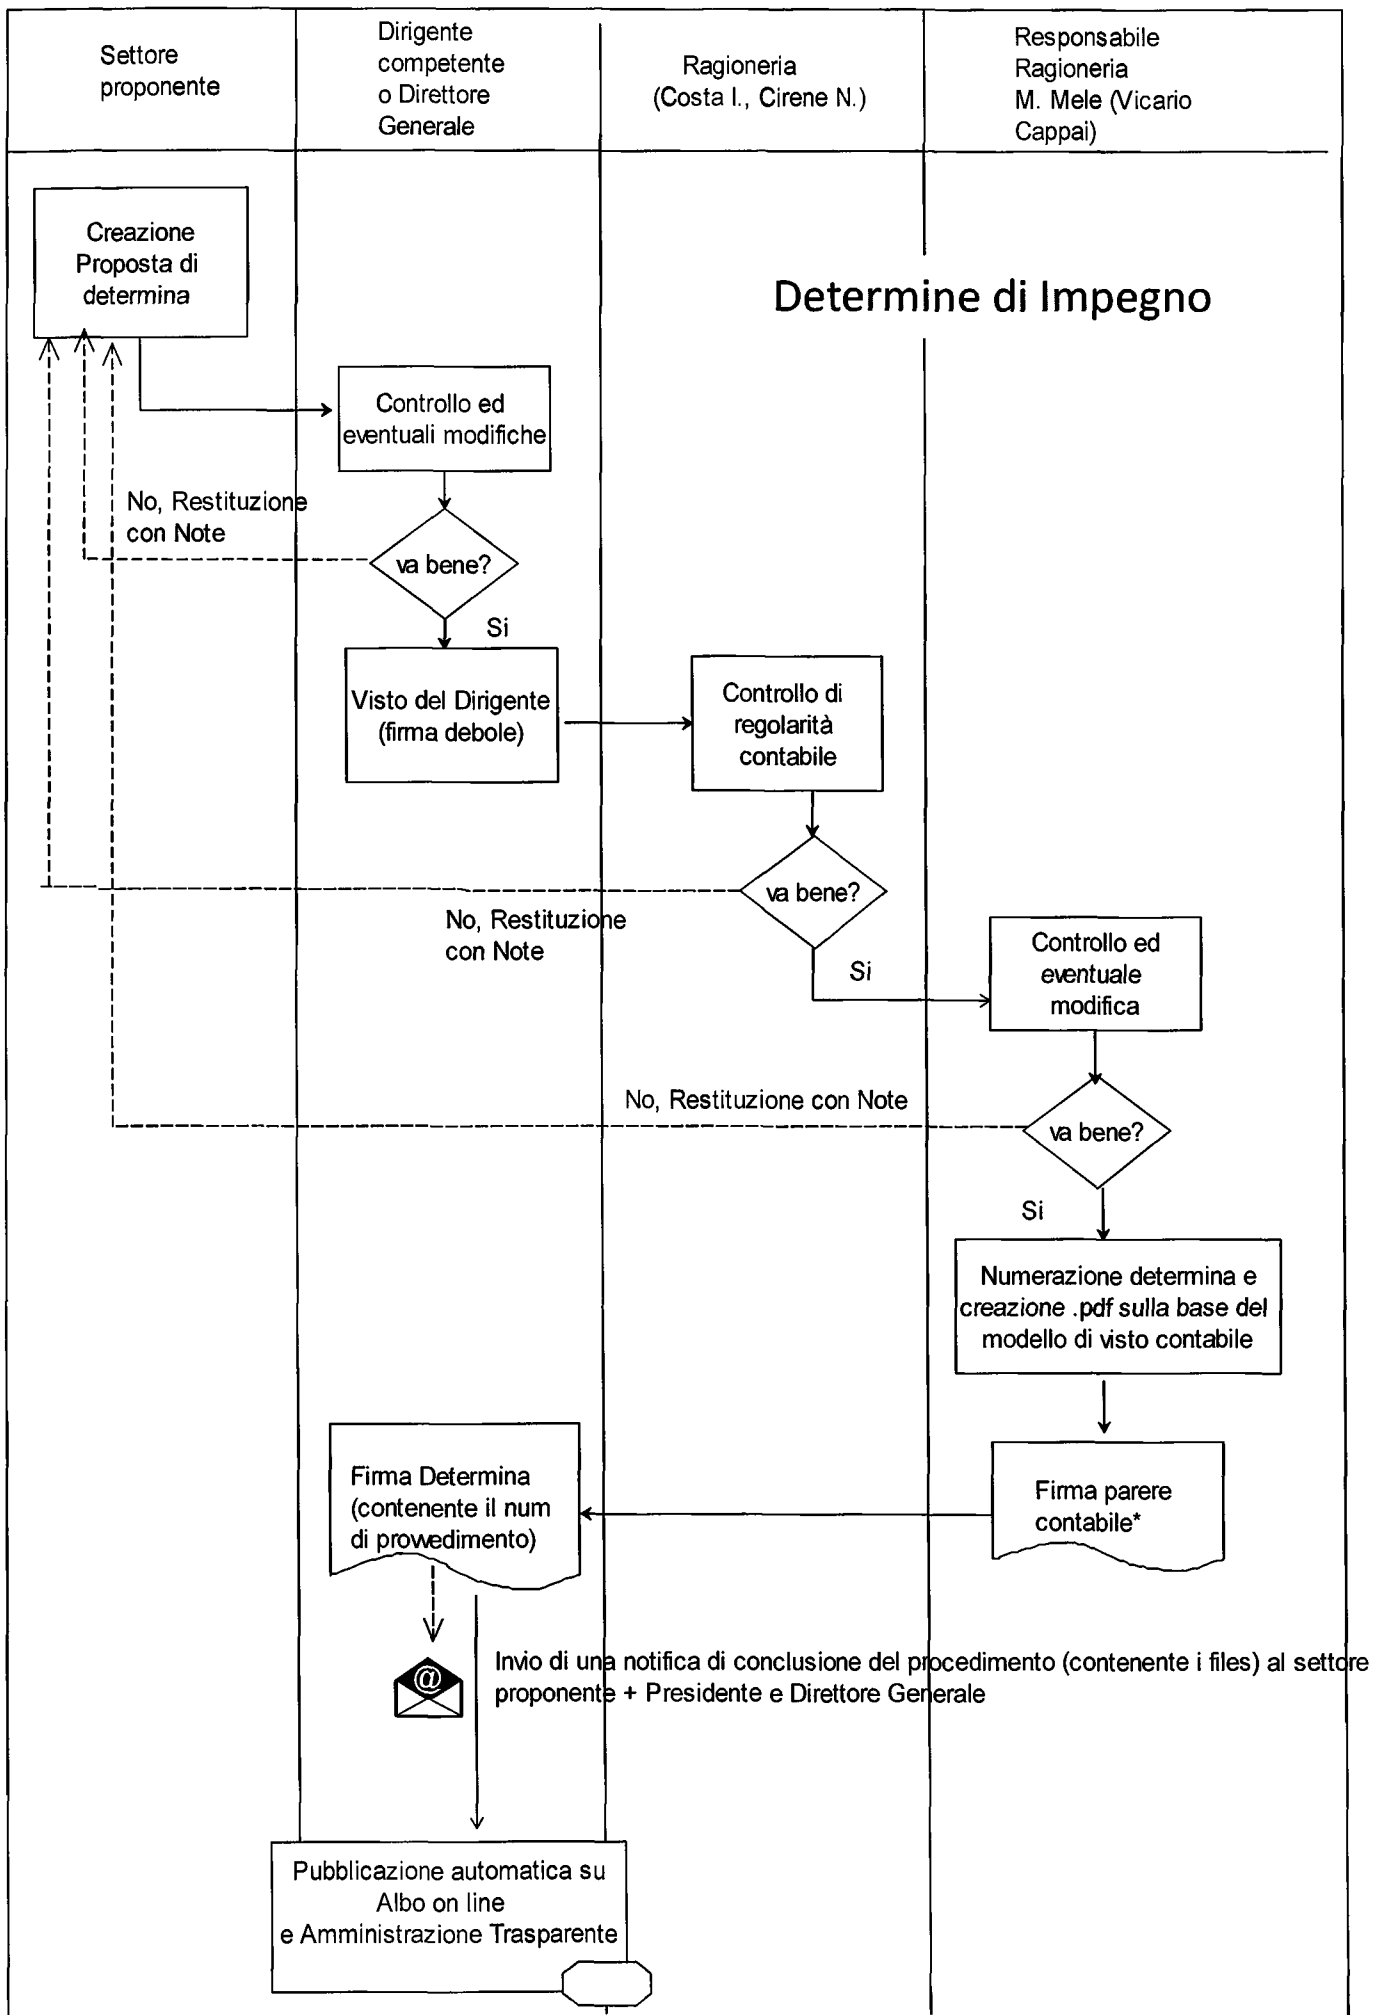 Settore
proponente
Dirigente
competente
o Direttore
Generale
Ragioneria
(Costa I., Cirene N.)
Responsabile
Ragioneria
M. Mele (Vicario
Cappai)
Creazione
Proposta di
determina
Determine di Impegno
Controllo ed
eventuali modifiche
No, Restituzione
con Note
va bene?
Si
Visto del Dirigente
(firma debole)
Controllo di
regolarità
contabile
va bene?
No, Restituzione
con Note
Si
Controllo ed
eventuale
modifica
No, Restituzione con Note
va bene?
Si
Numerazione determina e
creazione .pdf sulla base del
modello di visto contabile
Firma Determina
(contenente il num
di provvedimento)
Firma parere
contabile*
@
Invio di una notifica di conclusione del procedimento (contenente i files) al settore
proponente + Presidente e Direttore Generale
Pubblicazione automatica su
Albo on line
e Amministrazione Trasparente